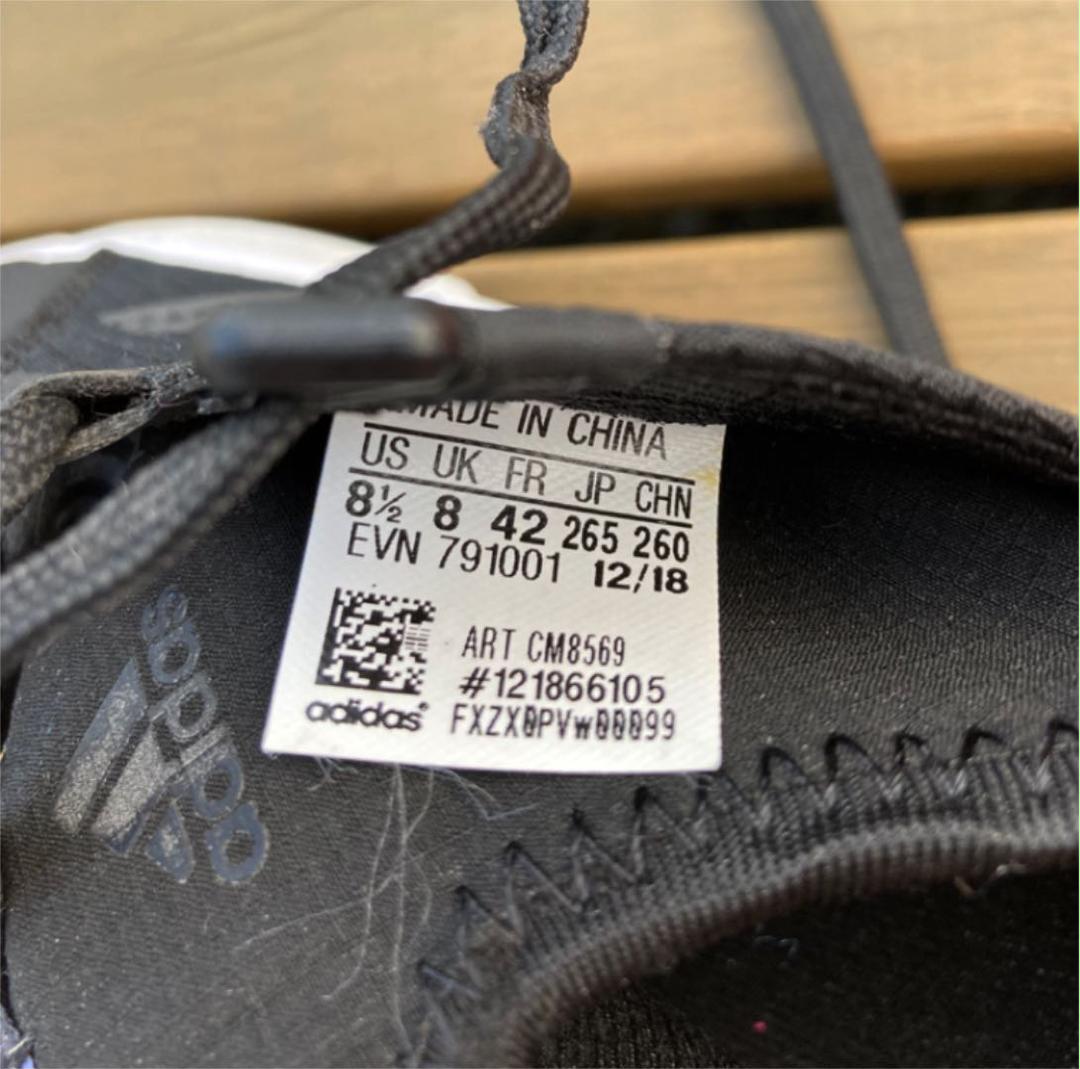 MADE IN CHINA
US UK FR JP CHN
8½ 8 42 265 260
EVN 791001 12/18
ART CM8569
#121866105
adidas® FXZX0PVw00099
adidas